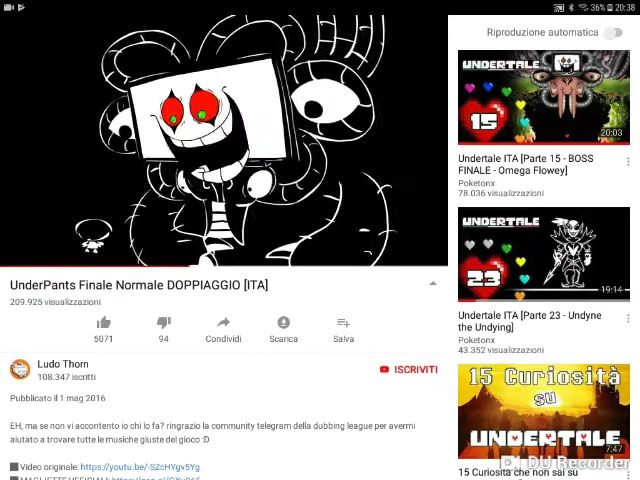 36% 20:38
Riproduzione automatica
UNDERTALE
15
20:03
Undertale ITA [Parte 15 - BOSS
FINALE - Omega Flowey]
Poketonx
78.036 visualizzazioni
UNDERTALE
23
19:14
Undertale ITA [Parte 23 - Undyne
the Undying]
Poketonx
43.352 visualizzazioni
15 Curiosità
su
UNDERTALE
7:47
DU Recorder
15 Curiosità che non sai su
UnderPants Finale Normale DOPPIAGGIO [ITA]
209.925 visualizzazioni
5071 94 Condividi Scarica Salva
Ludo Thorn
108.347 iscritti
ISCRIVITI
Pubblicato il 1 mag 2016
EH, ma se non vi accontento io chi lo fa? ringrazio la community telegram della dubbing league per avermi
aiutato a trovare tutte le musiche giuste del gioco :D
Video originale: https://youtu.be/-SZcHYgv5Yg
MAGLIETTE UFFICIALI: